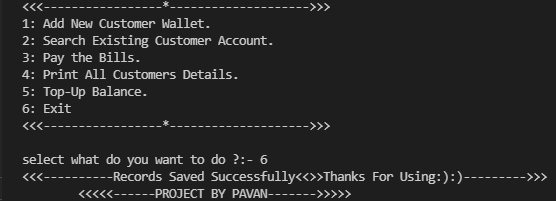 <<<-----------------*-------------------->>>
1: Add New Customer Wallet.
2: Search Existing Customer Account.
3: Pay the Bills.
4: Print All Customers Details.
5: Top-Up Balance.
6: Exit
<<<-----------------*-------------------->>>
select what do you want to do ?:- 6
<<<----------Records Saved Successfully<<>>Thanks For Using:):)--------->>>
<<<<<------PROJECT BY PAVAN------->>>>>